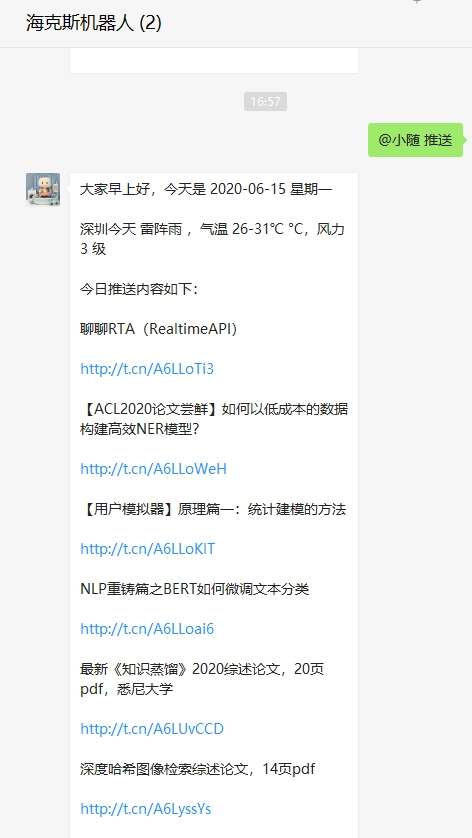 海克斯机器人 (2)
16:57
@小随 推送
大家早上好，今天是 2020-06-15 星期一
深圳今天 雷阵雨 ，气温 26-31℃ °C，风力
3 级
今日推送内容如下：
聊聊RTA（RealtimeAPI）
http://t.cn/A6LLoTi3
【ACL2020论文尝鲜】如何以低成本的数据
构建高效NER模型？
http://t.cn/A6LLoWeH
【用户模拟器】原理篇一：统计建模的方法
http://t.cn/A6LLoKIT
NLP重铸篇之BERT如何微调文本分类
http://t.cn/A6LLoai6
最新《知识蒸馏》2020综述论文，20页
pdf，悉尼大学
http://t.cn/A6LUvCCD
深度哈希图像检索综述论文，14页pdf
http://t.cn/A6LyssYs